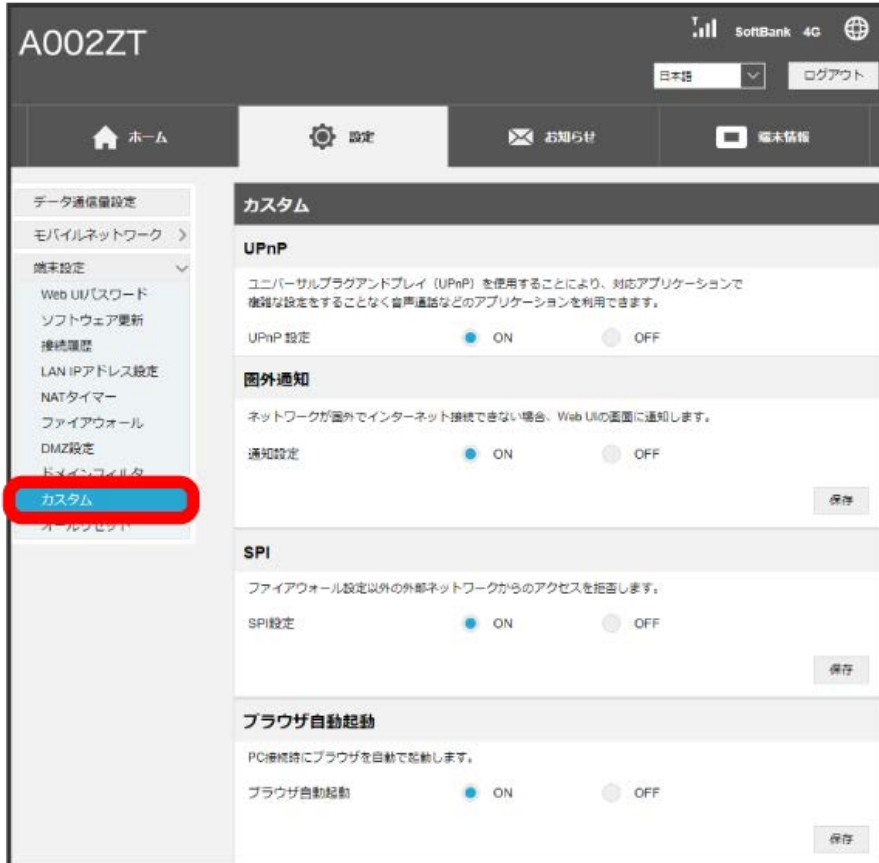 A002ZT
SoftBank 4G
日本語
ログアウト
ホーム
設定
お知らせ
端末情報
データ通信量設定
モバイルネットワーク
端末設定
Web UIパスワード
ソフトウェア更新
接続履歴
LAN IPアドレス設定
NATタイマー
ファイアウォール
DMZ設定
ドメインフィルタ
カスタム
オールリセット
カスタム
UPnP
ユニバーサルプラグアンドプレイ（UPnP）を使用することにより、対応アプリケーションで
複雑な設定をすることなく音声通話などのアプリケーションを利用できます。
UPnP 設定 ON OFF
圏外通知
ネットワークが圏外でインターネット接続できない場合、Web UIの画面に通知します。
通知設定 ON OFF
保存
SPI
ファイアウォール設定以外の外部ネットワークからのアクセスを拒否します。
SPI設定 ON OFF
保存
ブラウザ自動起動
PC接続時にブラウザを自動で起動します。
ブラウザ自動起動 ON OFF
保存